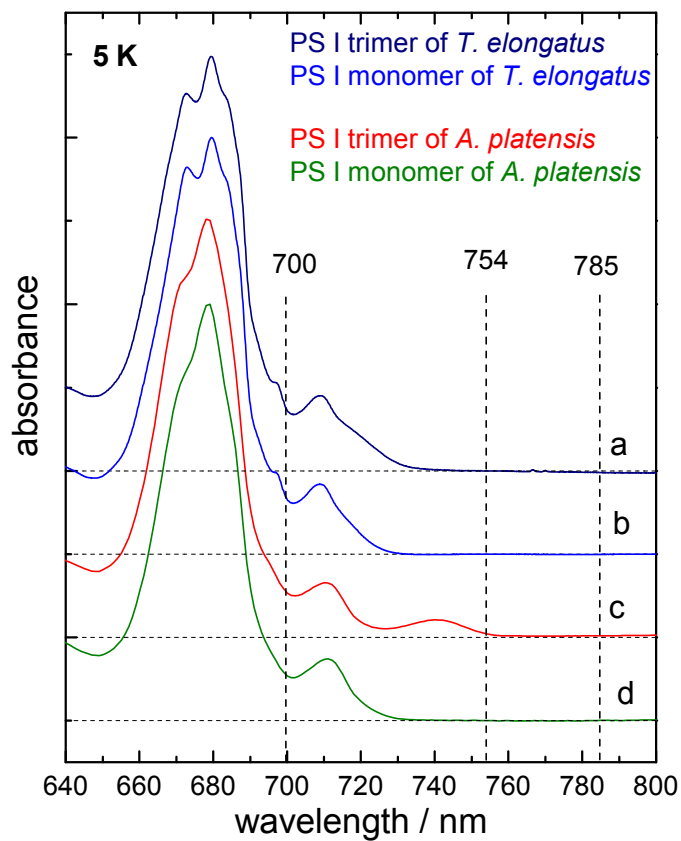 5 K
PS I trimer of T. elongatus
PS I monomer of T. elongatus
PS I trimer of A. platensis
PS I monomer of A. platensis
700
754
785
absorbance
a
b
c
d
640 660 680 700 720 740 760 780 800
wavelength / nm